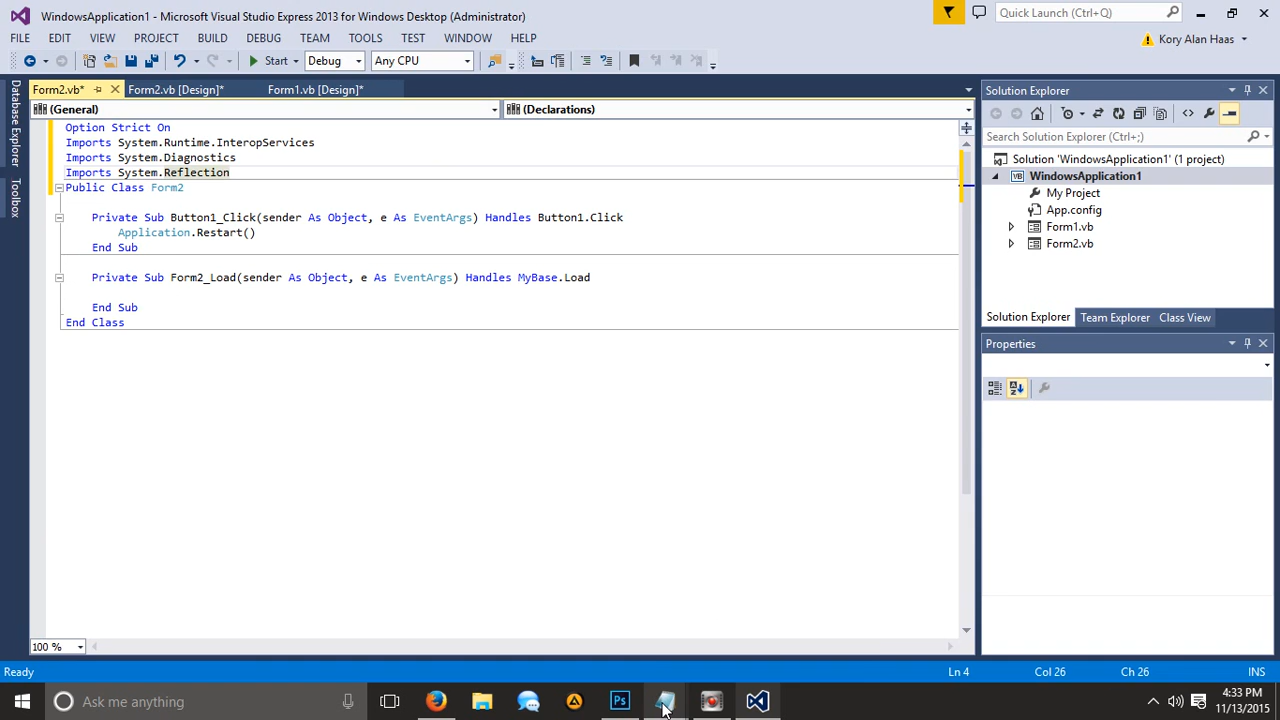 WindowsApplication1 - Microsoft Visual Studio Express 2013 for Windows Desktop (Administrator)
Quick Launch (Ctrl+Q)
FILE EDIT VIEW PROJECT BUILD DEBUG TEAM TOOLS TEST WINDOW HELP
Kory Alan Haas
Start Debug Any CPU
Database Explorer
Toolbox
Form2.vb* Form2.vb [Design]* Form1.vb [Design]*
(General) (Declarations)
Option Strict On
Imports System.Runtime.InteropServices
Imports System.Diagnostics
Imports System.Reflection
Public Class Form2
Private Sub Button1_Click(sender As Object, e As EventArgs) Handles Button1.Click
Application.Restart()
End Sub
Private Sub Form2_Load(sender As Object, e As EventArgs) Handles MyBase.Load
End Sub
End Class
100 %
Solution Explorer
Search Solution Explorer (Ctrl+;)
Solution 'WindowsApplication1' (1 project)
VB WindowsApplication1
My Project
App.config
Form1.vb
Form2.vb
Solution Explorer Team Explorer Class View
Properties
Ready Ln 4 Col 26 Ch 26 INS
Ask me anything
Ps
4:33 PM
11/13/2015